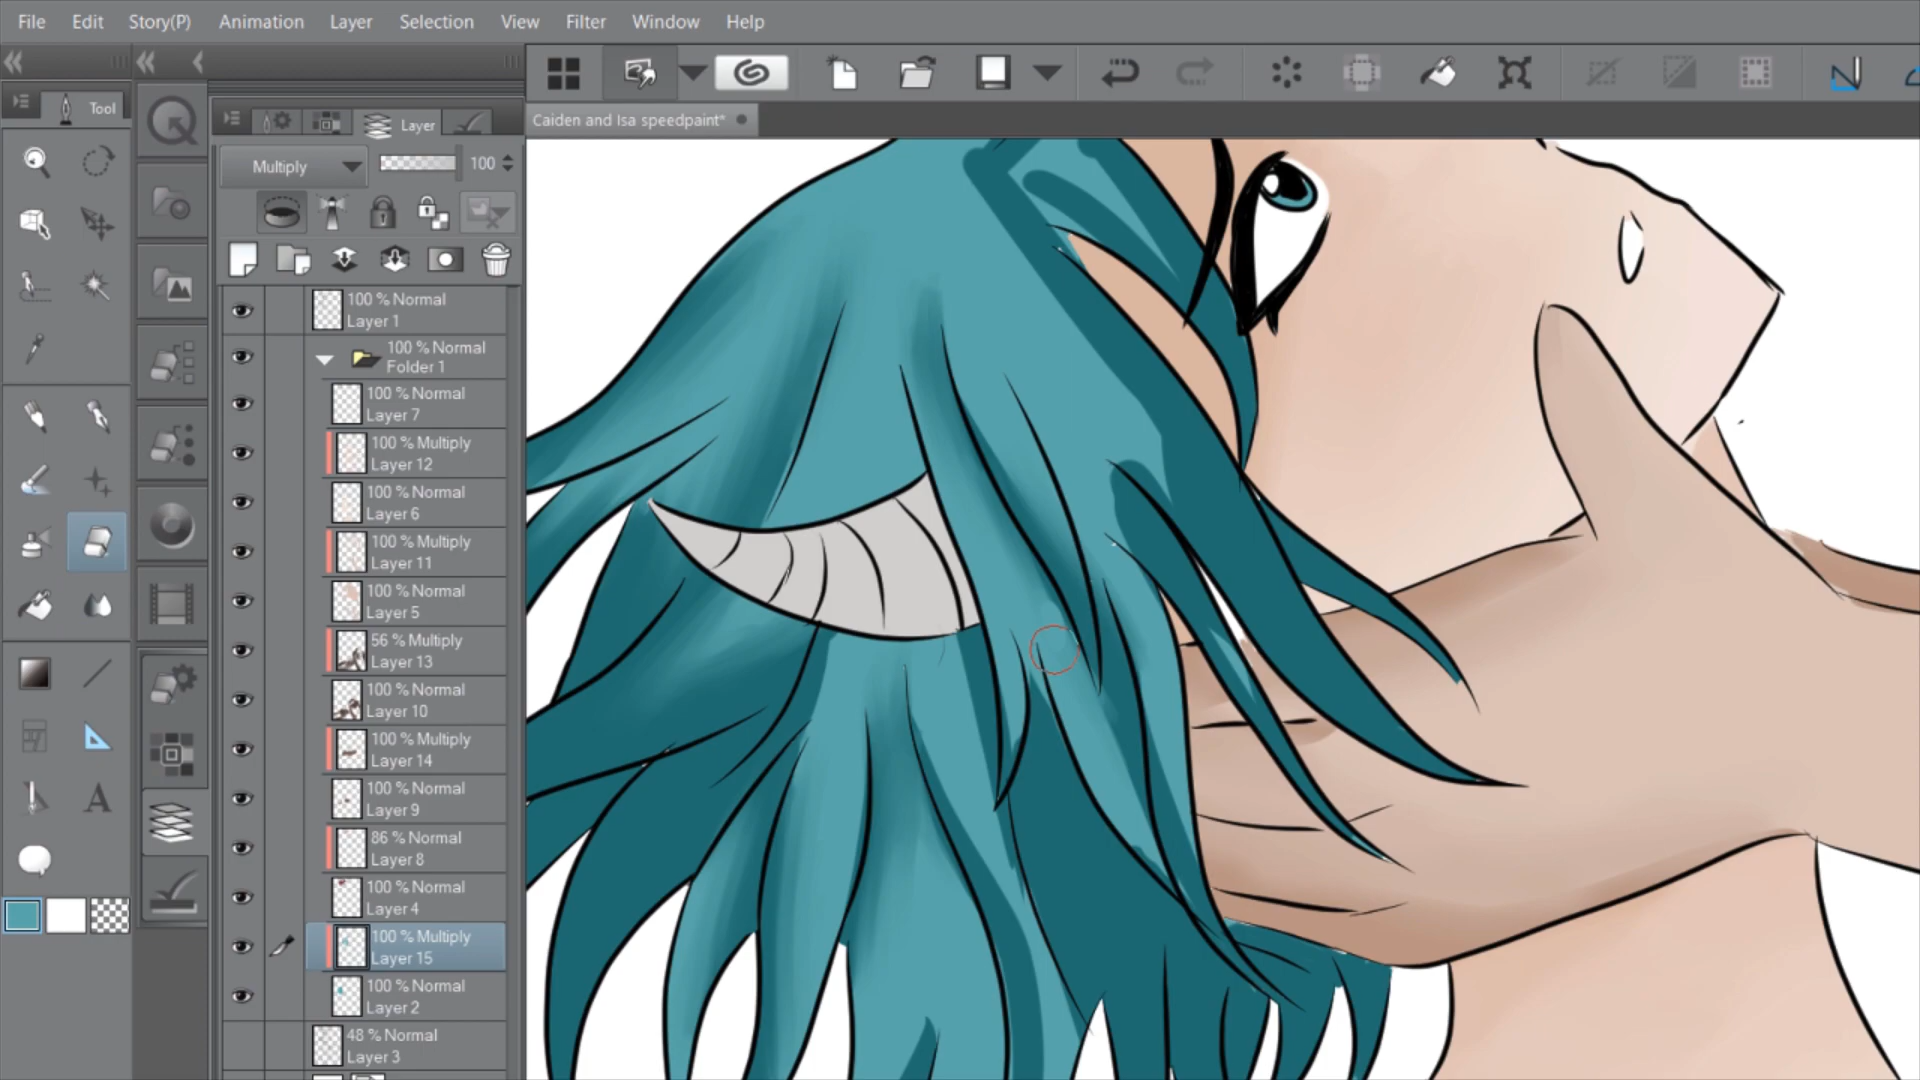 File Edit Story(P) Animation Layer Selection View Filter Window Help
Tool
Layer
Caiden and Isa speedpaint*
Multiply 100
100 % Normal
Layer 1
100 % Normal
Folder 1
100 % Normal
Layer 7
100 % Multiply
Layer 12
100 % Normal
Layer 6
100 % Multiply
Layer 11
100 % Normal
Layer 5
56 % Multiply
Layer 13
100 % Normal
Layer 10
100 % Multiply
Layer 14
100 % Normal
Layer 9
86 % Normal
Layer 8
100 % Normal
Layer 4
100 % Multiply
Layer 15
100 % Normal
Layer 2
48 % Normal
Layer 3